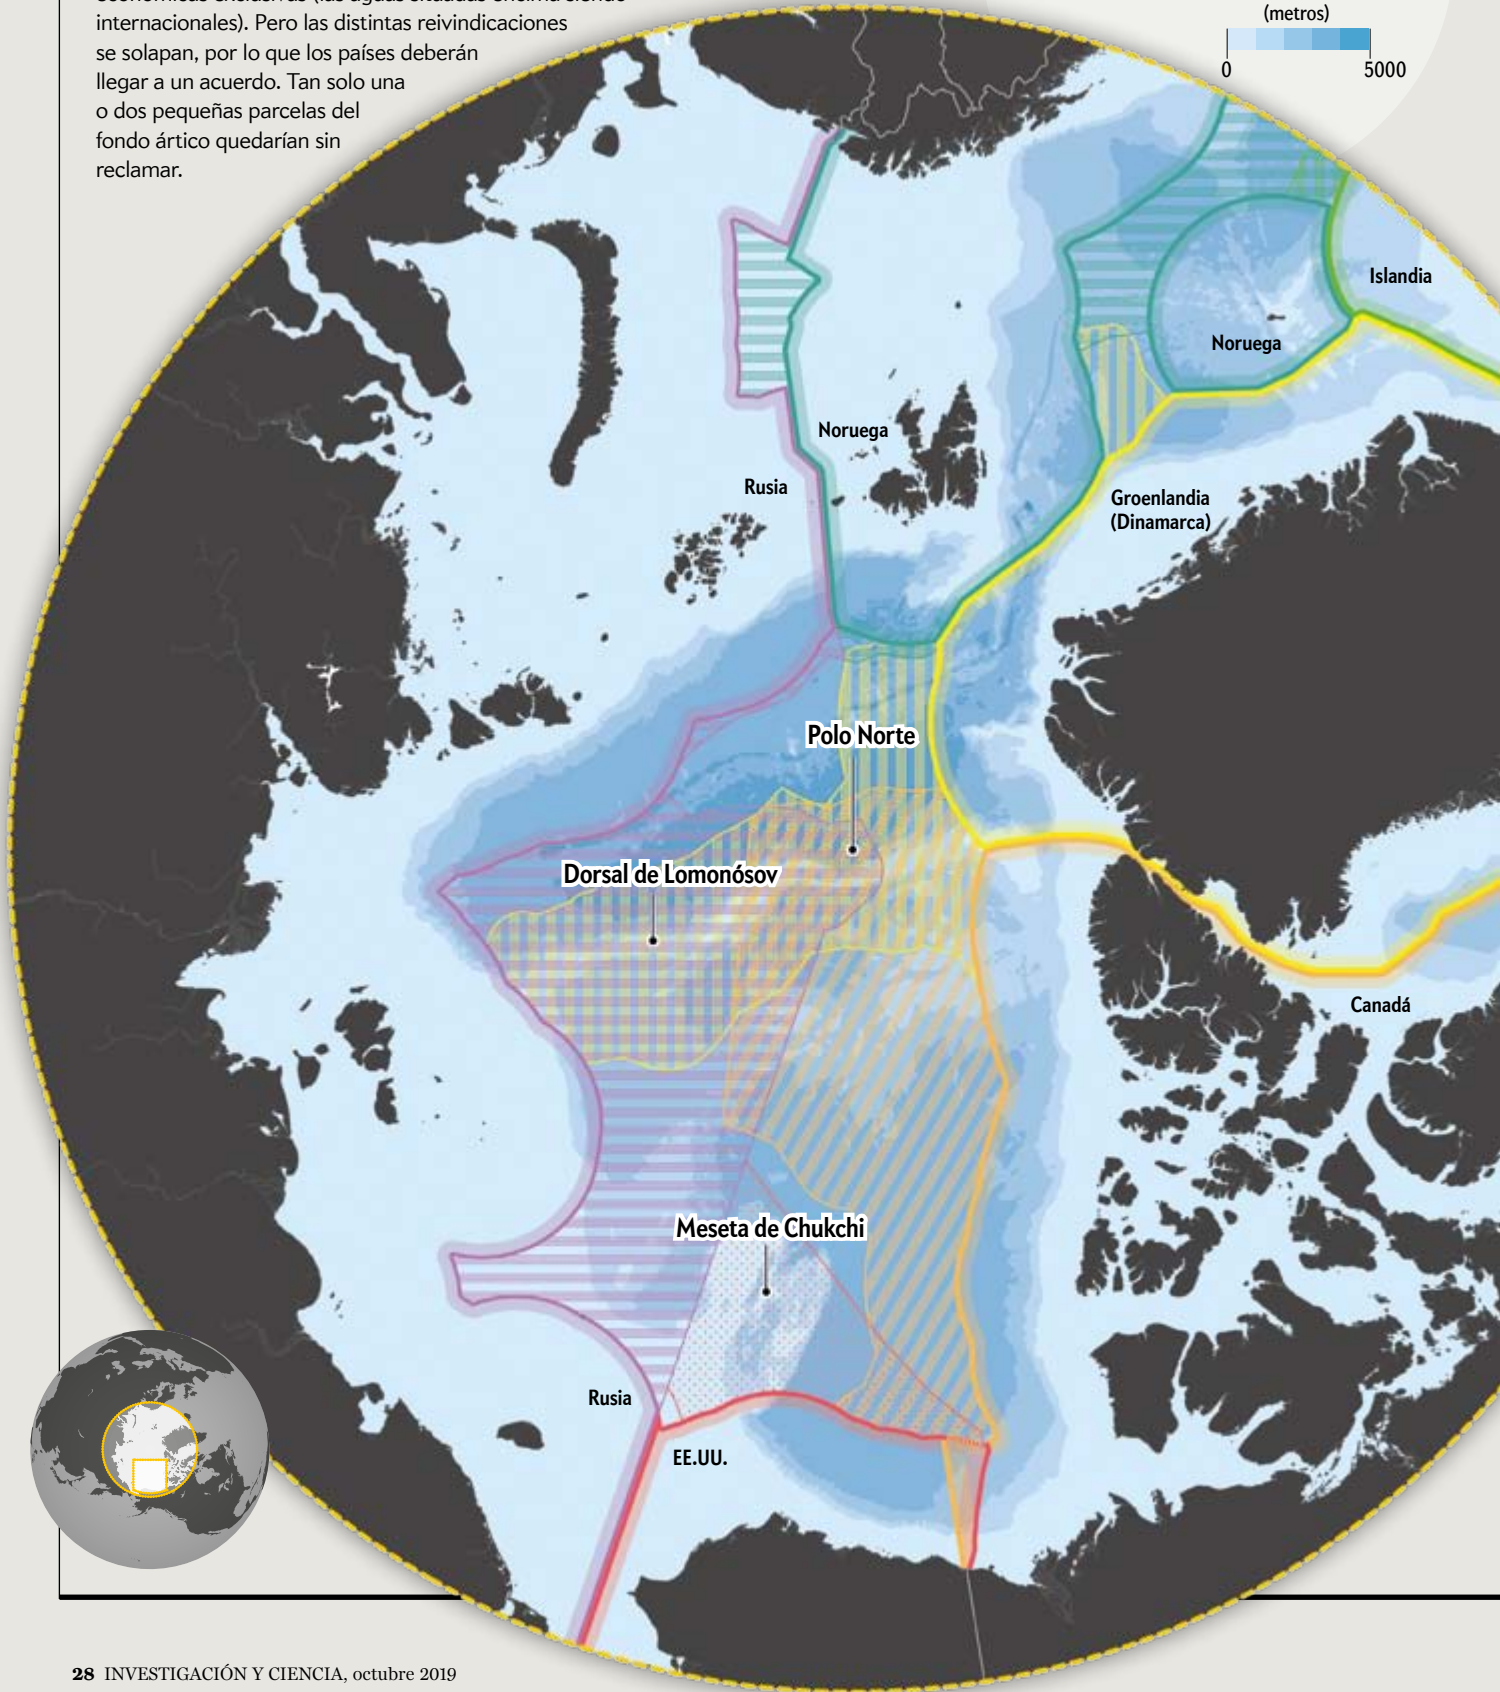 internacionales). Pero las distintas reivindicaciones
se solapan, por lo que los países deberán
llegar a un acuerdo. Tan solo una
o dos pequeñas parcelas del
fondo ártico quedarían sin
reclamar.
(metros)
0 5000
Islandia
Noruega
Noruega
Rusia
Groenlandia
(Dinamarca)
Polo Norte
Dorsal de Lomonósov
Canadá
Meseta de Chukchi
Rusia
EE.UU.
28 INVESTIGACIÓN Y CIENCIA, octubre 2019